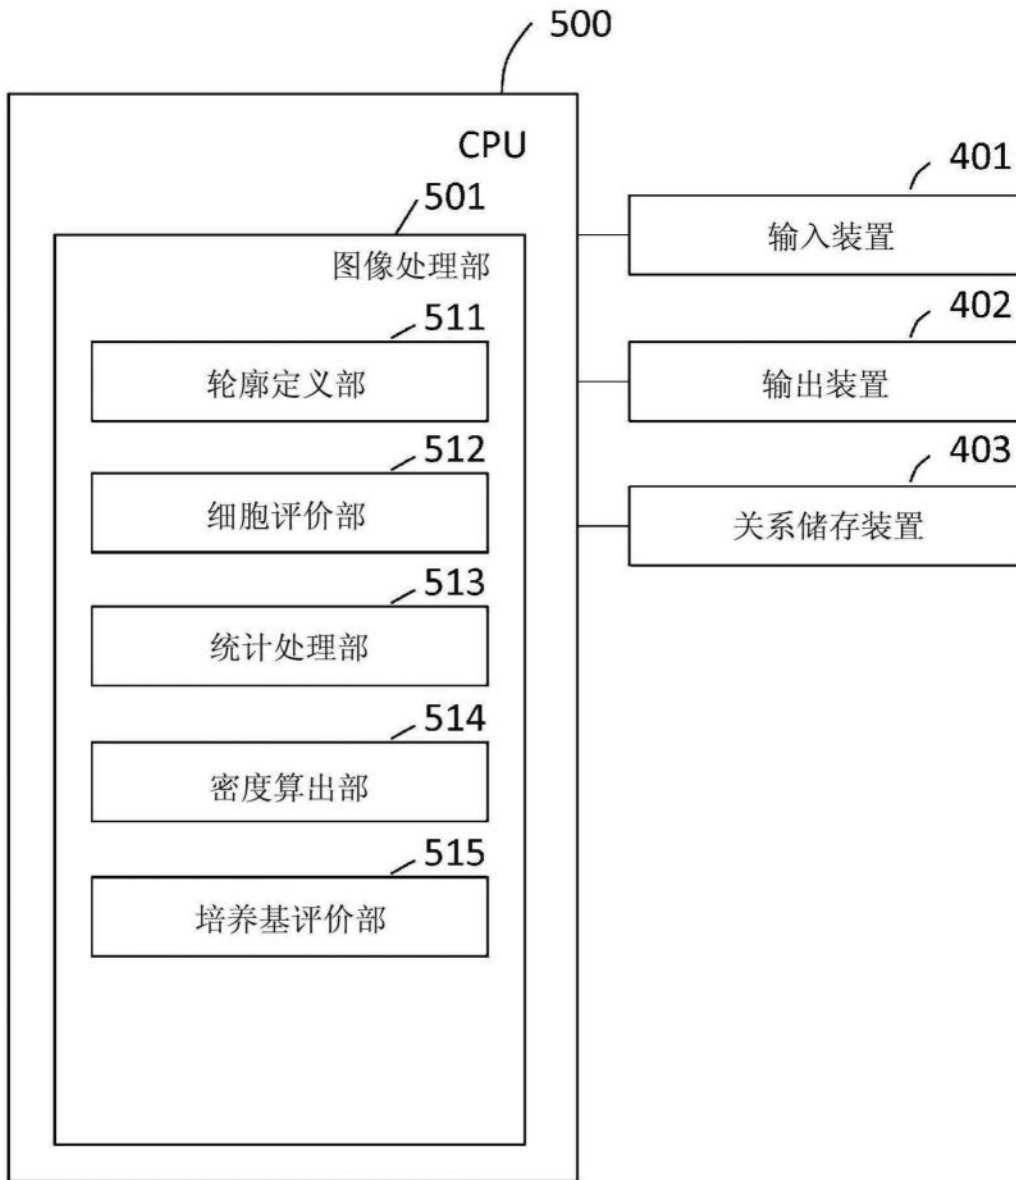 500
CPU
501
图像处理部
511
轮廓定义部
512
细胞评价部
513
统计处理部
514
密度算出部
515
培养基评价部
401
输入装置
402
输出装置
403
关系储存装置